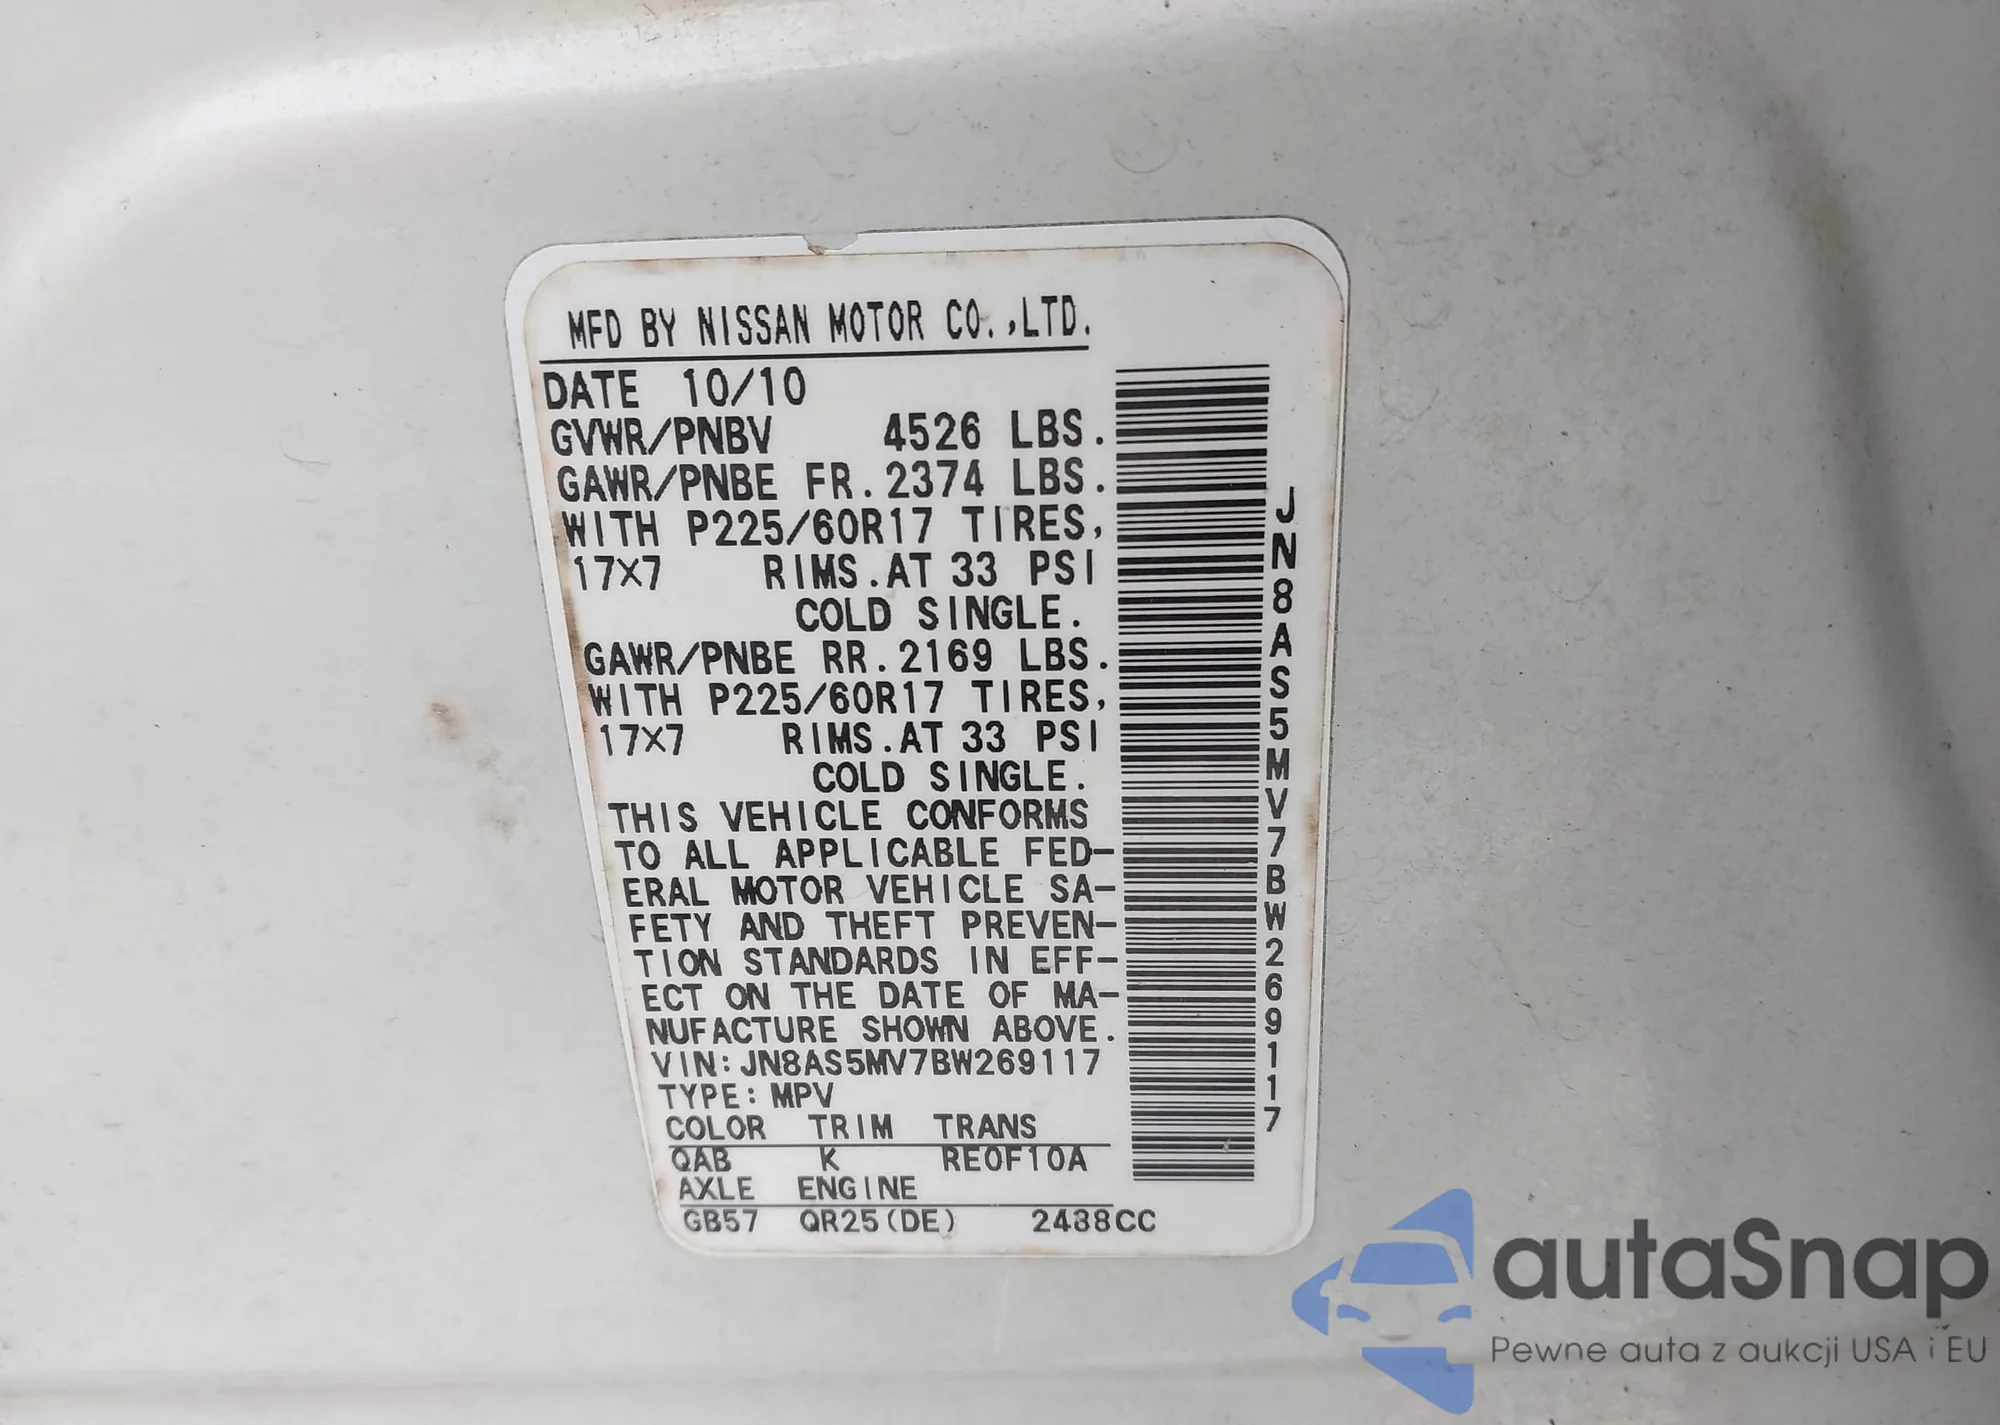 MFD BY NISSAN MOTOR CO.,LTD.
DATE 10/10
GVWR/PNBV 4526 LBS.
GAWR/PNBE FR.2374 LBS.
WITH P225/60R17 TIRES,
17X7 RIMS.AT 33 PSI
COLD SINGLE.
GAWR/PNBE RR.2169 LBS.
WITH P225/60R17 TIRES,
17X7 RIMS.AT 33 PSI
COLD SINGLE.
THIS VEHICLE CONFORMS
TO ALL APPLICABLE FED-
ERAL MOTOR VEHICLE SA-
FETY AND THEFT PREVEN-
TION STANDARDS IN EFF-
ECT ON THE DATE OF MA-
NUFACTURE SHOWN ABOVE.
VIN:JN8AS5MV7BW269117
TYPE:MPV
COLOR TRIM TRANS
QAB K RE0F10A
AXLE ENGINE
GB57 QR25(DE) 2488CC
JN8AS5MV7BW269117
autaSnap
Pewne auta z aukcji USA i EU